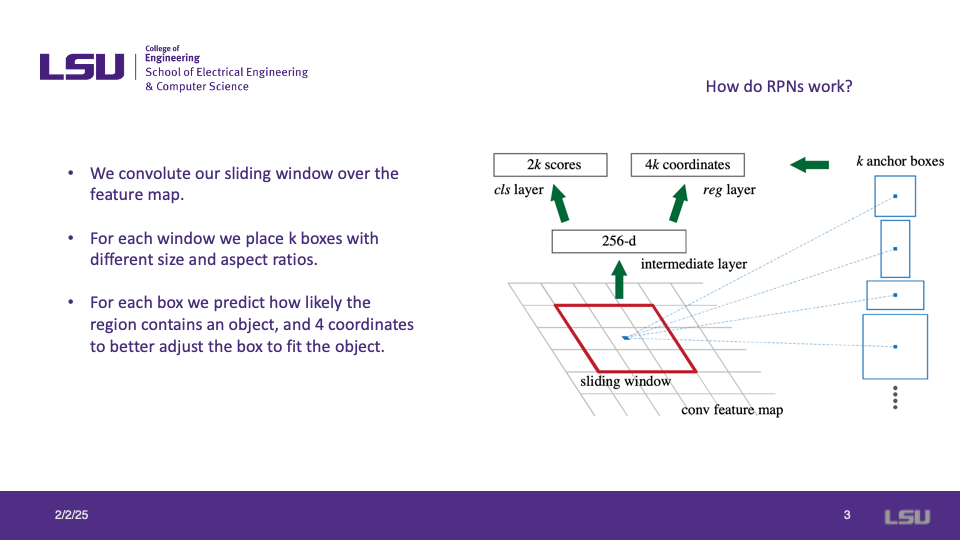 LSU
College of
Engineering
School of Electrical Engineering
& Computer Science
How do RPNs work?
• We convolute our sliding window over the
feature map.
• For each window we place k boxes with
different size and aspect ratios.
• For each box we predict how likely the
region contains an object, and 4 coordinates
to better adjust the box to fit the object.
2k scores
4k coordinates
k anchor boxes
cls layer
reg layer
256-d
intermediate layer
sliding window
conv feature map
2/2/25
3
LSU